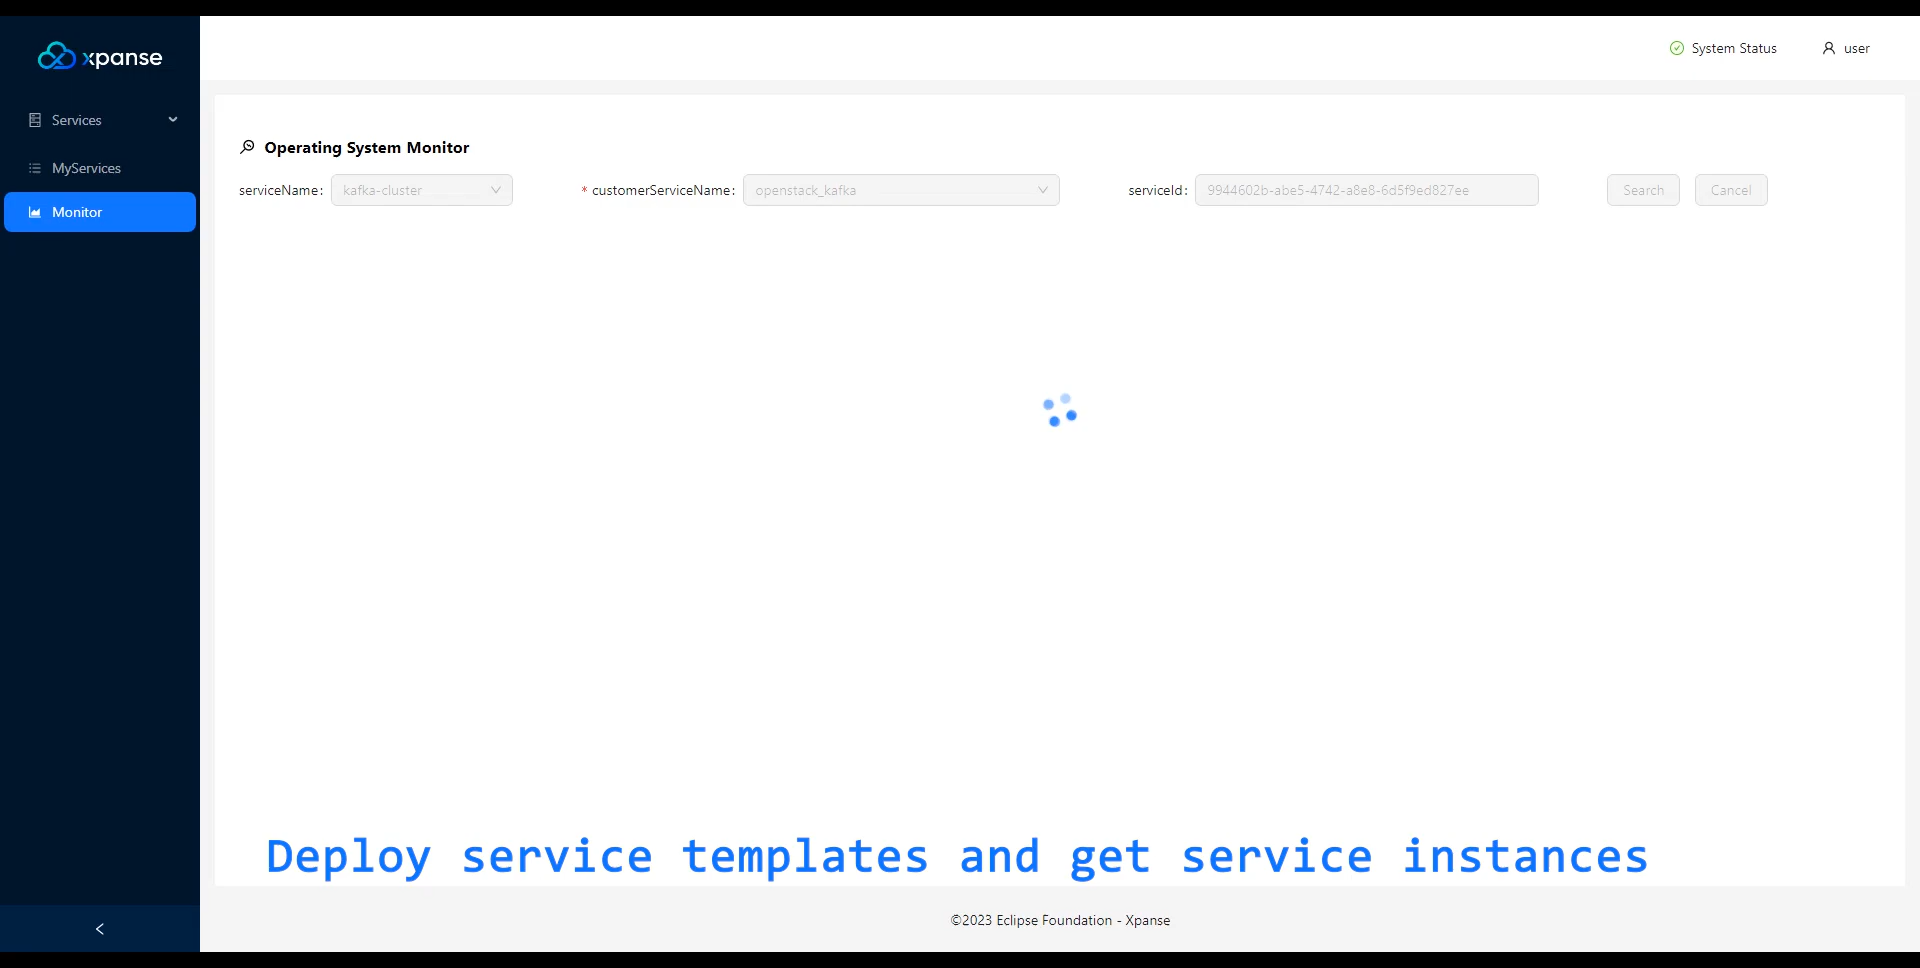 xpanse
System Status
user
Services
MyServices
Monitor
Operating System Monitor
serviceName: kafka-cluster * customerServiceName: openstack_kafka serviceId: 9944602b-abe5-4742-a8e8-6d5f9ed827ee Search Cancel
Deploy service templates and get service instances
©2023 Eclipse Foundation - Xpanse